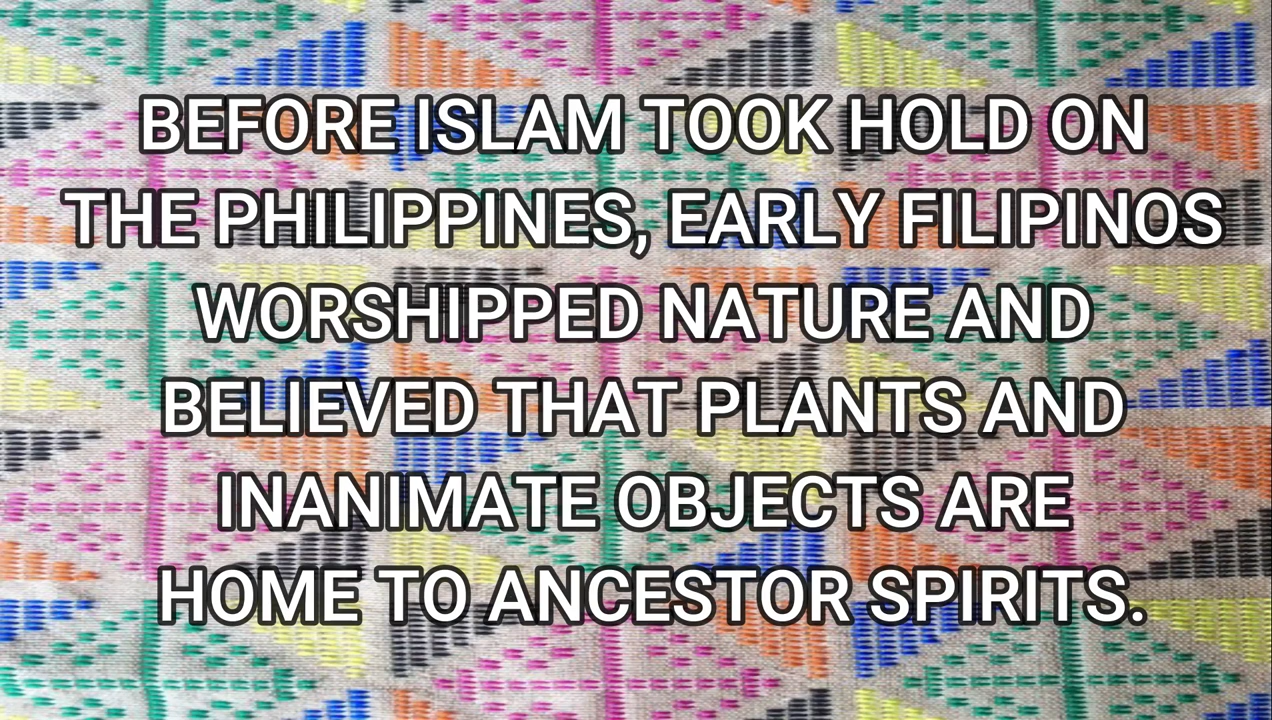 BEFORE ISLAM TOOK HOLD ON
THE PHILIPPINES, EARLY FILIPINOS
WORSHIPPED NATURE AND
BELIEVED THAT PLANTS AND
INANIMATE OBJECTS ARE
HOME TO ANCESTOR SPIRITS.